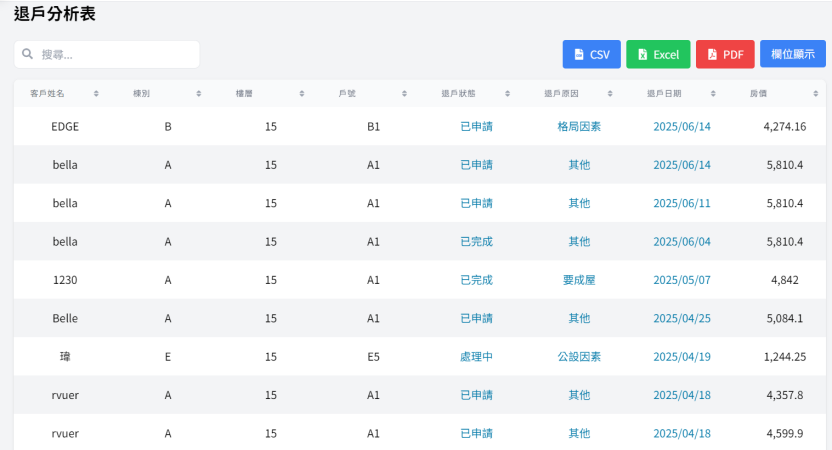 退戶分析表
搜尋... CSV Excel PDF 欄位顯示
客戶姓名 棟別 樓層 戶號 退戶狀態 退戶原因 退戶日期 房價
EDGE B 15 B1 已申請 格局因素 2025/06/14 4,274.16
bella A 15 A1 已申請 其他 2025/06/14 5,810.4
bella A 15 A1 已申請 其他 2025/06/11 5,810.4
bella A 15 A1 已完成 其他 2025/06/04 5,810.4
1230 A 15 A1 已完成 要成屋 2025/05/07 4,842
Belle A 15 A1 已申請 其他 2025/04/25 5,084.1
瑋 E 15 E5 處理中 公設因素 2025/04/19 1,244.25
rvuer A 15 A1 已申請 其他 2025/04/18 4,357.8
rvuer A 15 A1 已申請 其他 2025/04/18 4,599.9